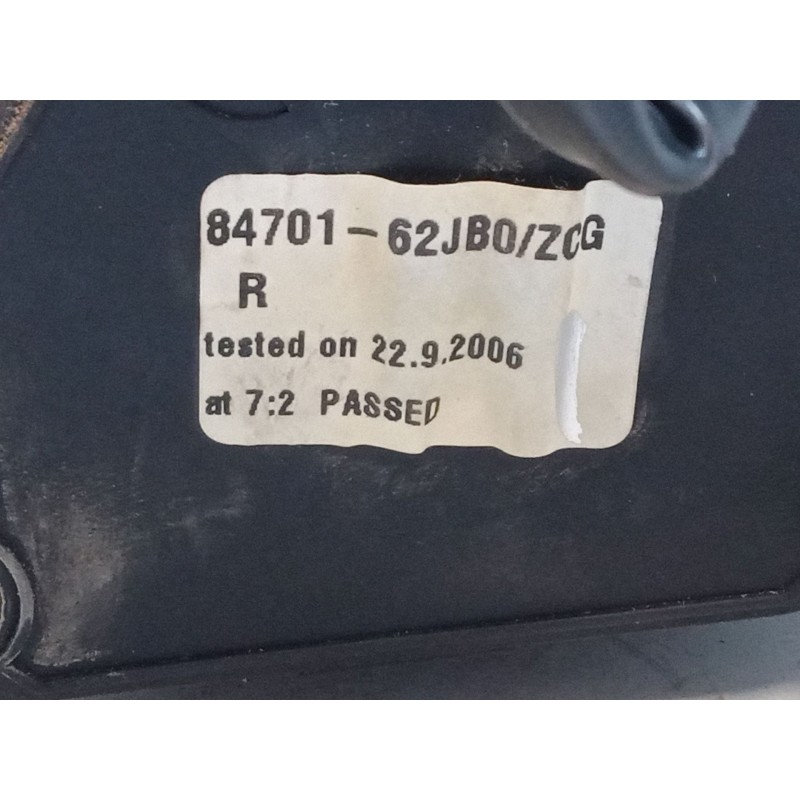 84701-62JB0/ZCG
R
tested on 22.9.2006
at 7:2 PASSED